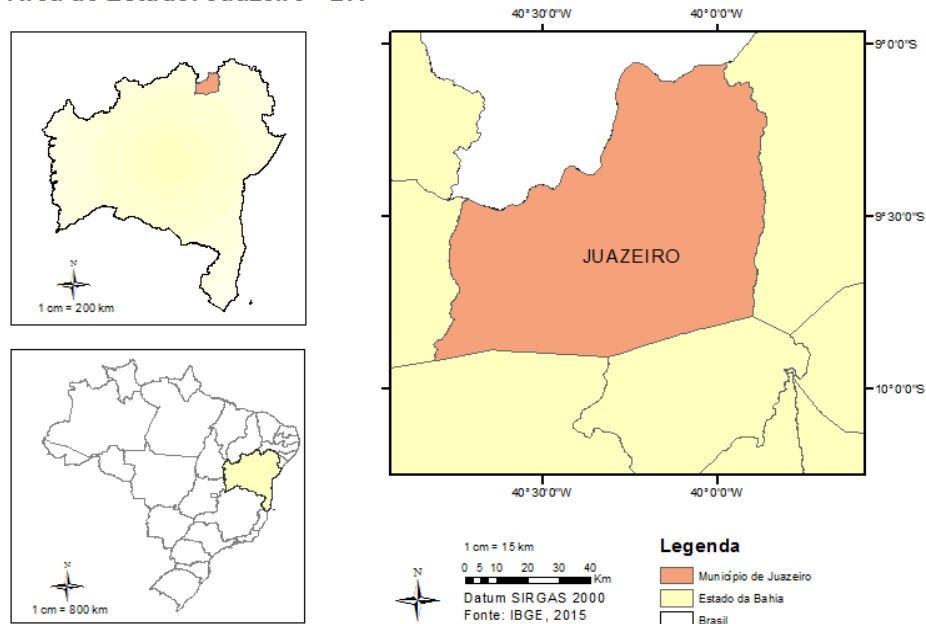 40°30'0"W 40°0'0"W
9°0'0"S
N
1 cm = 200 km
9°30'0"S
JUAZEIRO
10°0'0"S
40°30'0"W 40°0'0"W
N
1 cm = 800 km
1 cm = 15 km
0 5 10 20 30 40
Km
N
Datum SIRGAS 2000
Fonte: IBGE, 2015
Legenda
Município de Juazeiro
Estado da Bahia
Brasil